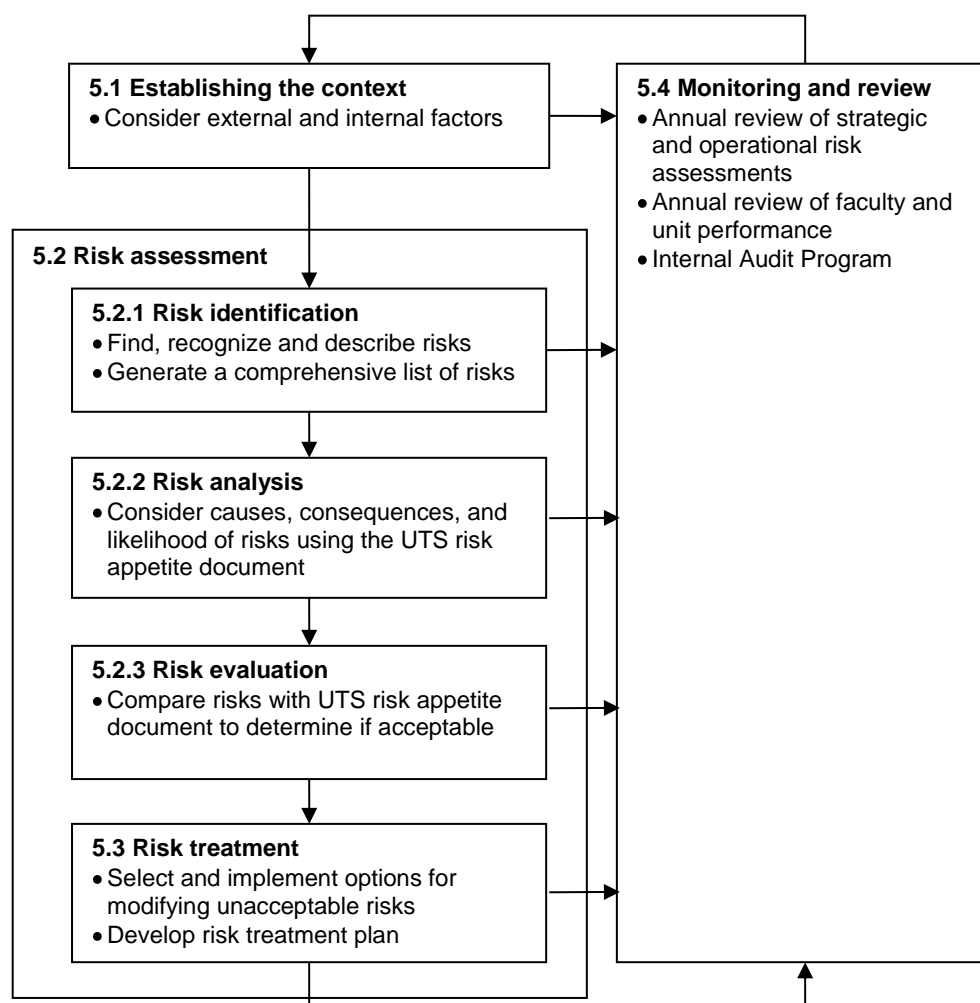 5.1 Establishing the context
• Consider external and internal factors
5.4 Monitoring and review
• Annual review of strategic
and operational risk
assessments
• Annual review of faculty and
unit performance
• Internal Audit Program
5.2 Risk assessment
5.2.1 Risk identification
• Find, recognize and describe risks
• Generate a comprehensive list of risks
5.2.2 Risk analysis
• Consider causes, consequences, and
likelihood of risks using the UTS risk
appetite document
5.2.3 Risk evaluation
• Compare risks with UTS risk appetite
document to determine if acceptable
5.3 Risk treatment
• Select and implement options for
modifying unacceptable risks
• Develop risk treatment plan